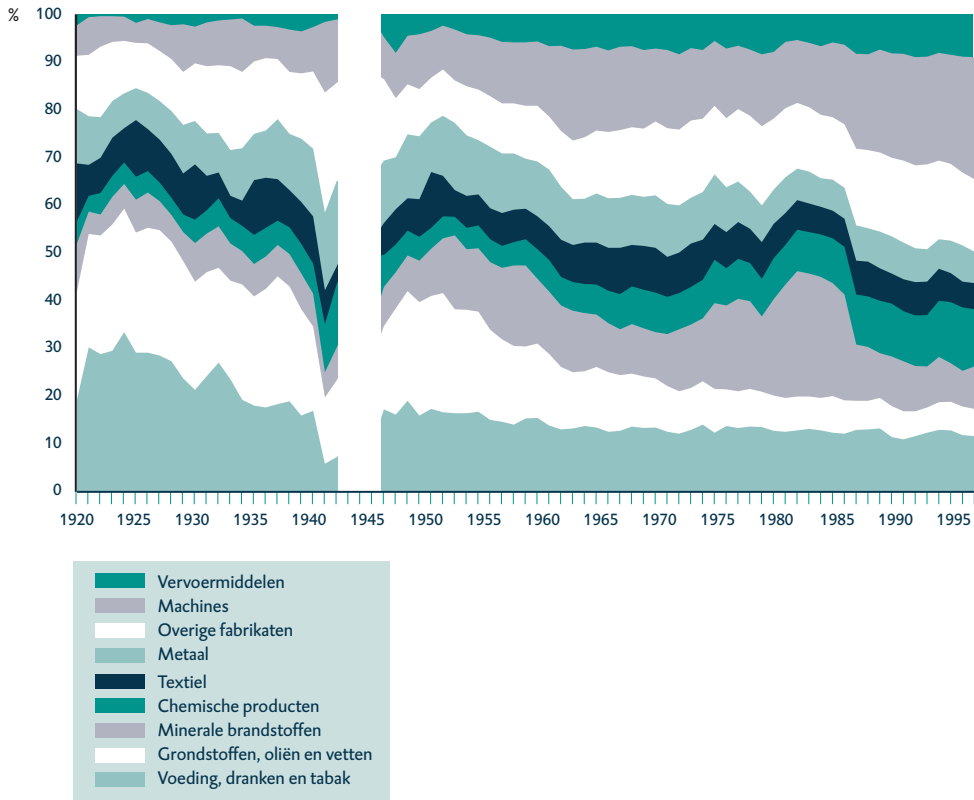 %
100
90
80
70
60
50
40
30
20
10
0
1920 1925 1930 1935 1940 1945 1950 1955 1960 1965 1970 1975 1980 1985 1990 1995
Vervoermiddelen
Machines
Overige fabrikaten
Metaal
Textiel
Chemische producten
Minerale brandstoffen
Grondstoffen, oliën en vetten
Voeding, dranken en tabak